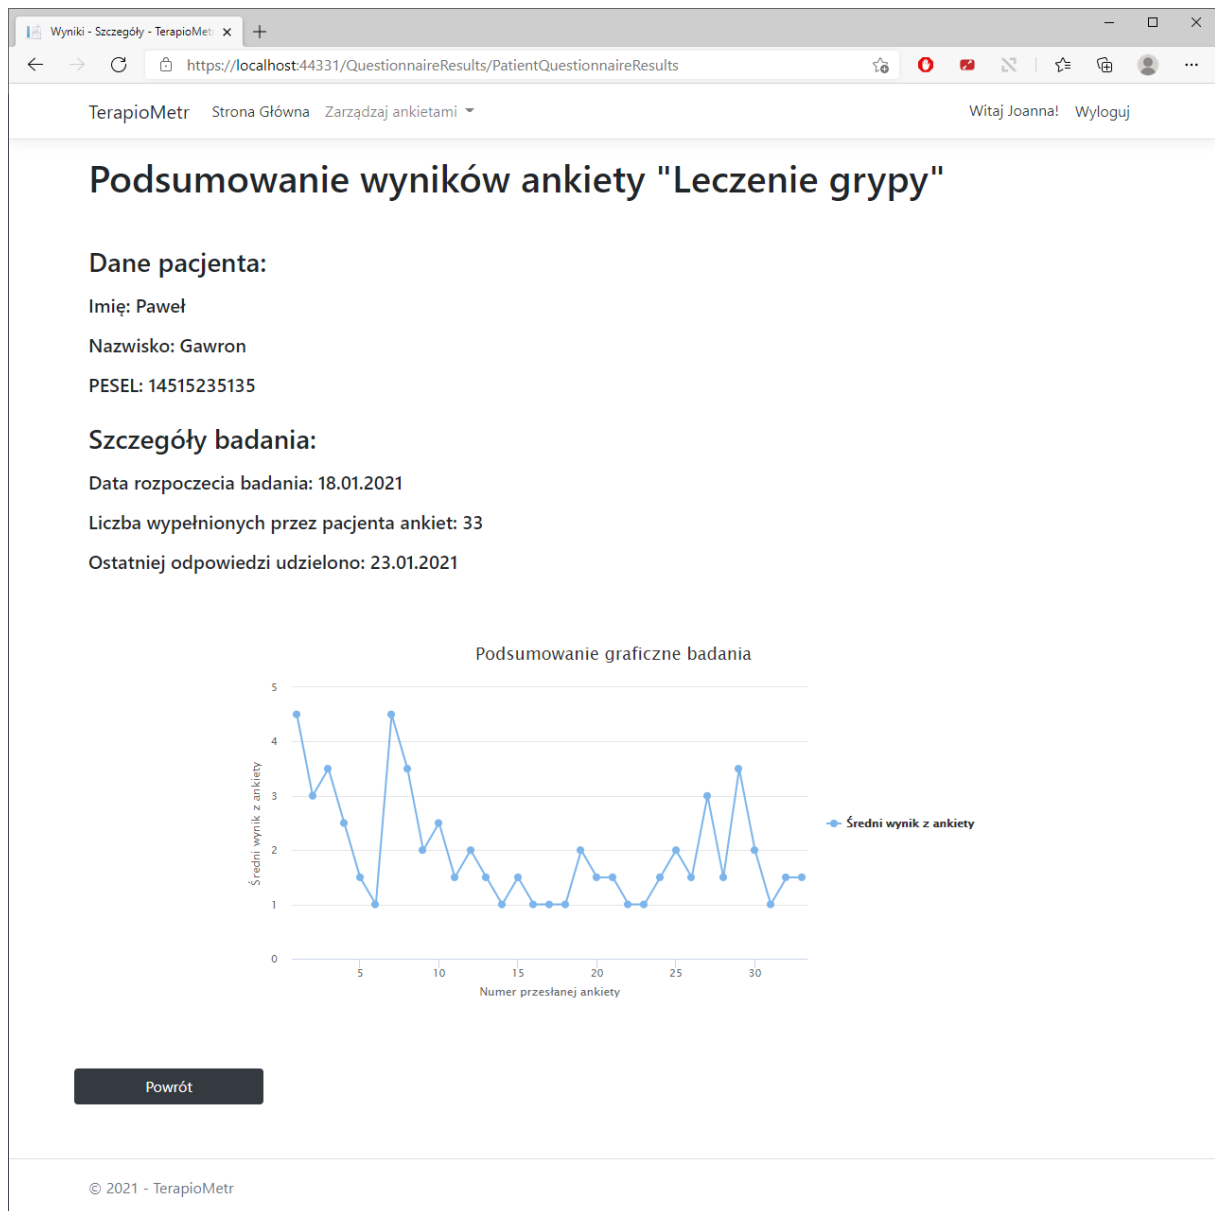 Wyniki - Szczegóły - TerapioMet
https://localhost:44331/QuestionnaireResults/PatientQuestionnaireResults
TerapioMetr Strona Główna Zarządzaj ankietami Witaj Joanna! Wyloguj
Podsumowanie wyników ankiety "Leczenie grypy"
Dane pacjenta:
Imię: Paweł
Nazwisko: Gawron
PESEL: 14515235135
Szczegóły badania:
Data rozpoczecia badania: 18.01.2021
Liczba wypełnionych przez pacjenta ankiet: 33
Ostatniej odpowiedzi udzielono: 23.01.2021
Podsumowanie graficzne badania
Średni wynik z ankiety
5
4
3
2
1
0
5 10 15 20 25 30
Numer przesłanej ankiety
Średni wynik z ankiety
Powrót
© 2021 - TerapioMetr